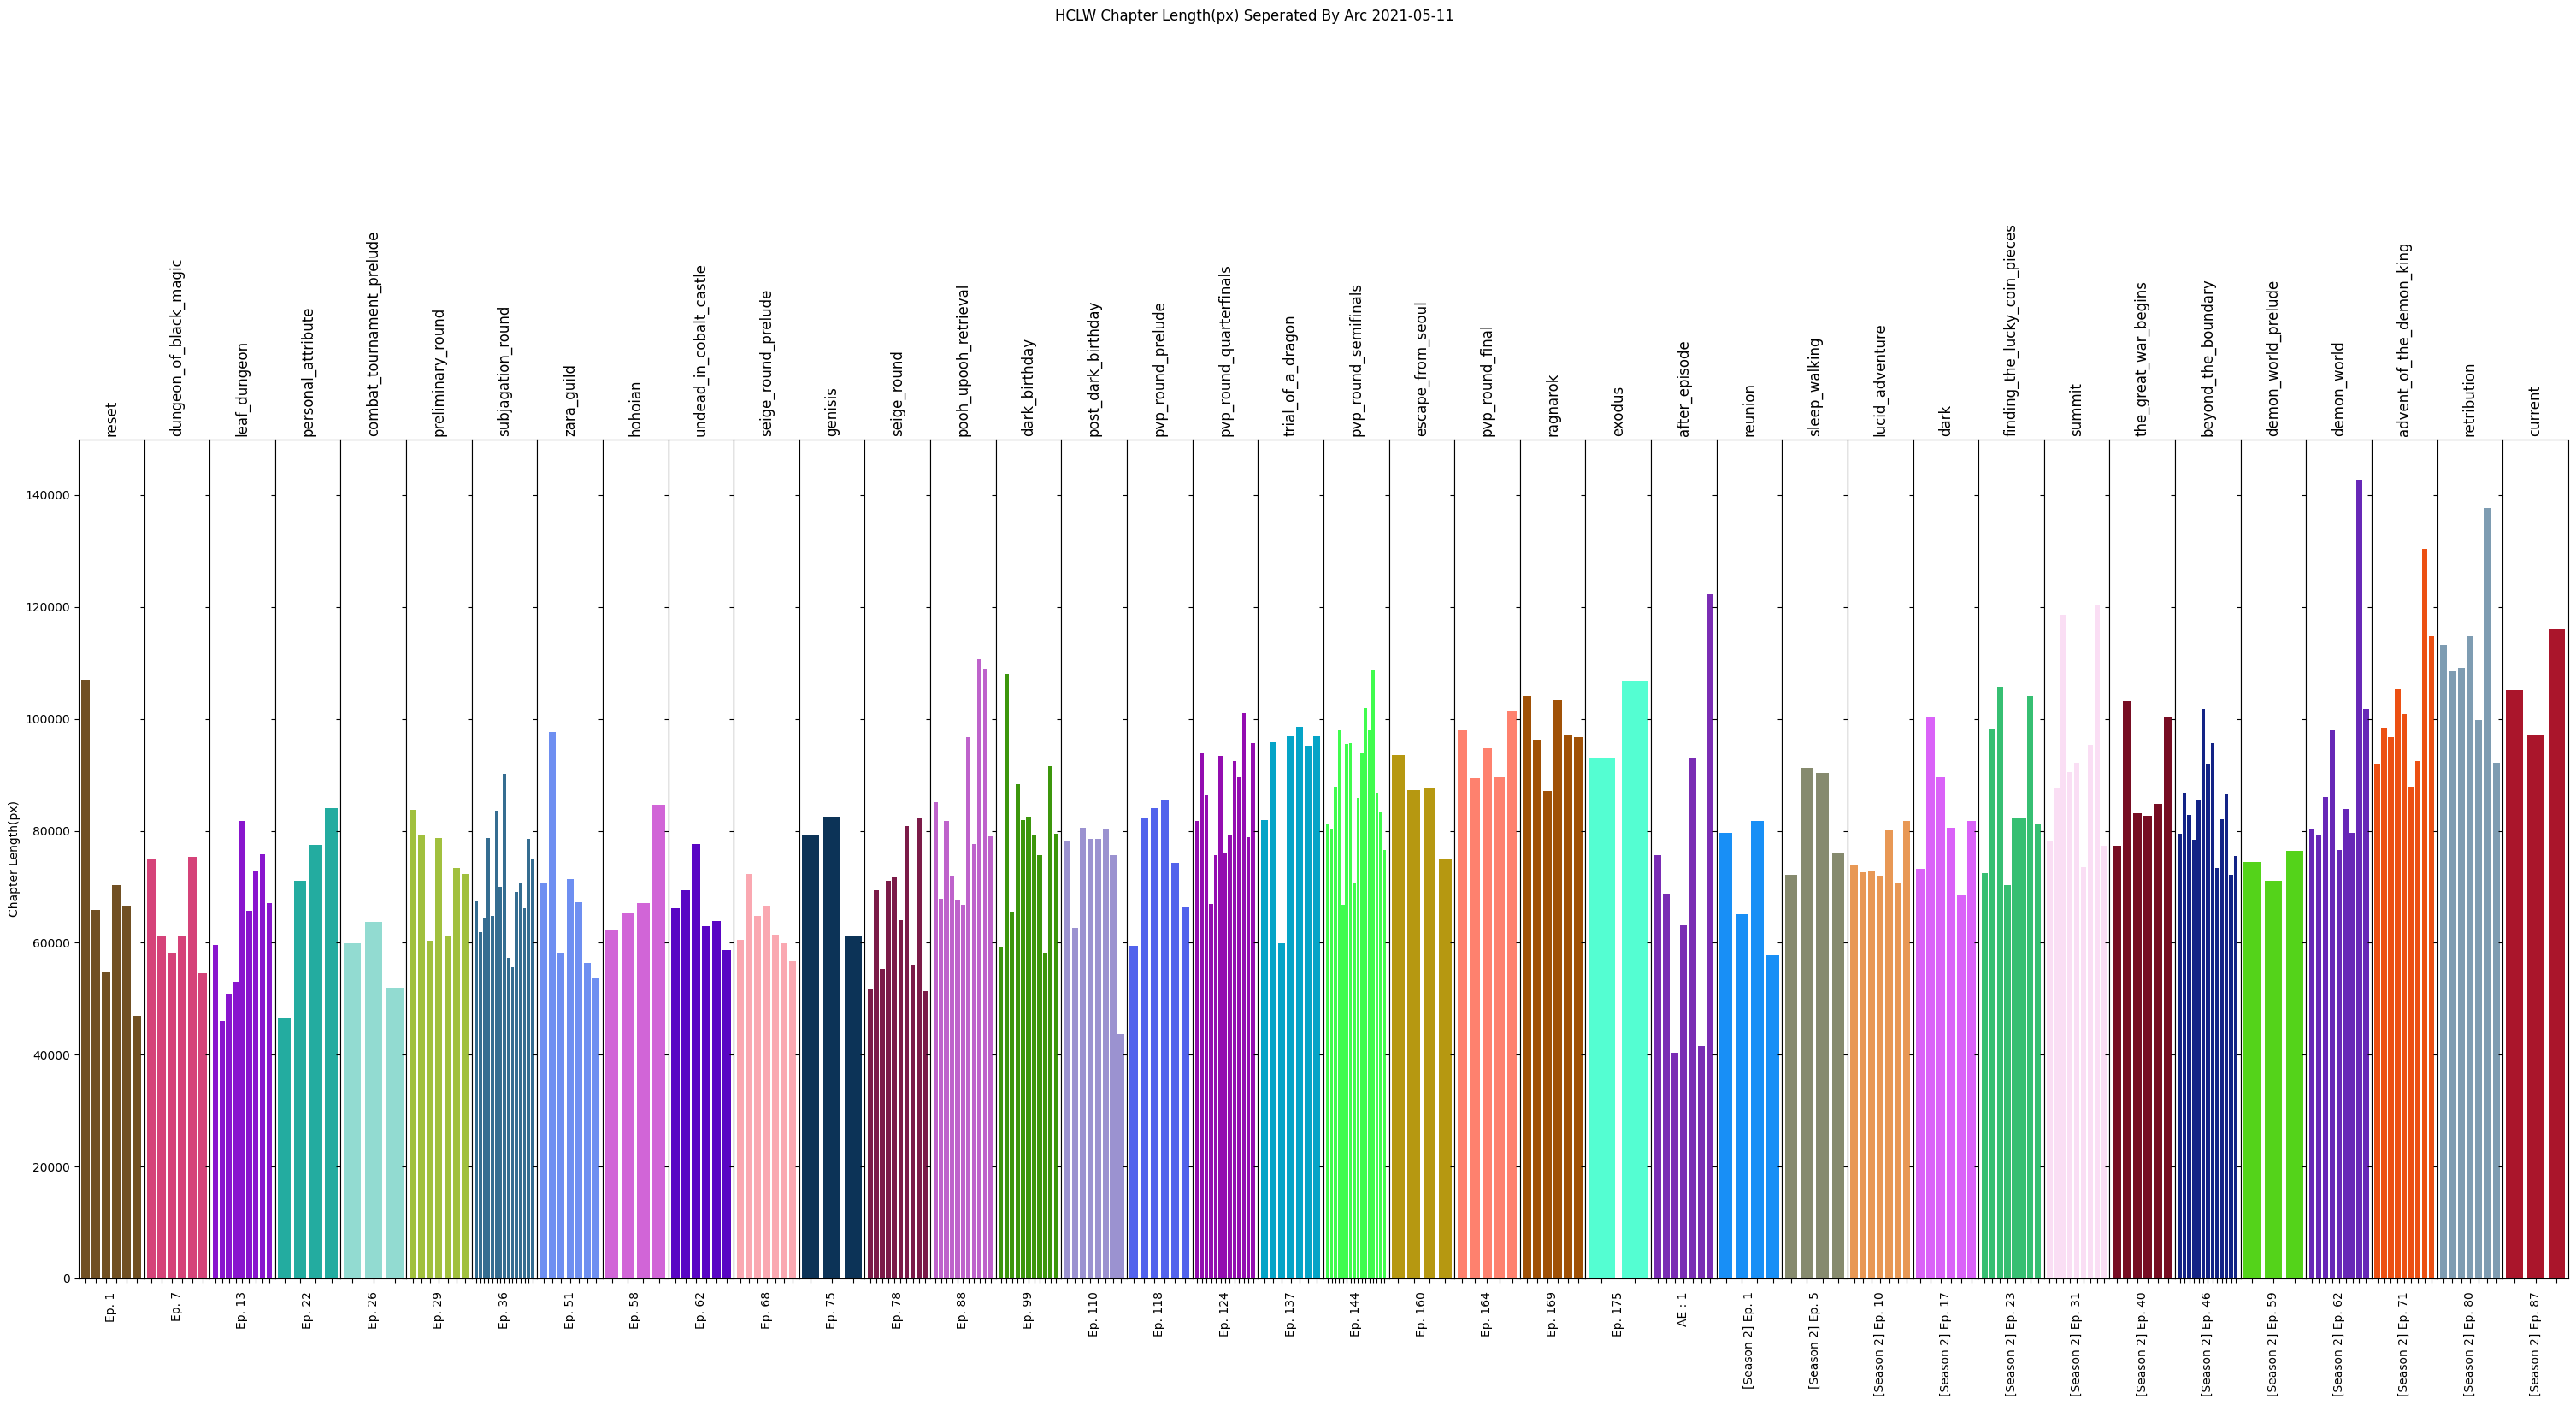 HCLW Chapter Length(px) Seperated By Arc 2021-05-11
reset
dungeon_of_black_magic
leaf_dungeon
personal_attribute
combat_tournament_prelude
preliminary_round
subjagation_round
zara_guild
hohoian
undead_in_cobalt_castle
seige_round_prelude
genisis
seige_round
pooh_upooh_retrieval
dark_birthday
post_dark_birthday
pvp_round_prelude
pvp_round_quarterfinals
trial_of_a_dragon
pvp_round_semifinals
escape_from_seoul
pvp_round_final
ragnarok
exodus
after_episode
reunion
sleep_walking
lucid_adventure
dark
finding_the_lucky_coin_pieces
summit
the_great_war_begins
beyond_the_boundary
demon_world_prelude
demon_world
advent_of_the_demon_king
retribution
current
Chapter Length(px)
140000
120000
100000
80000
60000
40000
20000
0
Ep. 1
Ep. 7
Ep. 13
Ep. 22
Ep. 26
Ep. 29
Ep. 36
Ep. 51
Ep. 58
Ep. 62
Ep. 68
Ep. 75
Ep. 78
Ep. 88
Ep. 99
Ep. 110
Ep. 118
Ep. 124
Ep. 137
Ep. 144
Ep. 160
Ep. 164
Ep. 169
Ep. 175
AE : 1
[Season 2] Ep. 1
[Season 2] Ep. 5
[Season 2] Ep. 10
[Season 2] Ep. 17
[Season 2] Ep. 23
[Season 2] Ep. 31
[Season 2] Ep. 40
[Season 2] Ep. 46
[Season 2] Ep. 59
[Season 2] Ep. 62
[Season 2] Ep. 71
[Season 2] Ep. 80
[Season 2] Ep. 87